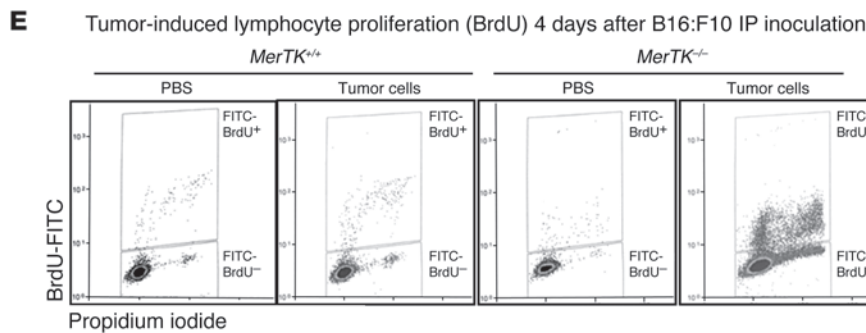 E
Tumor-induced lymphocyte proliferation (BrdU) 4 days after B16:F10 IP inoculation
MerTK+/+
MerTK–/–
PBS
Tumor cells
PBS
Tumor cells
FITC-
BrdU+
FITC-
BrdU+
FITC-
BrdU+
FITC-
BrdU
FITC-
BrdU–
FITC-
BrdU–
FITC-
BrdU–
FITC-
BrdU
BrdU-FITC
Propidium iodide